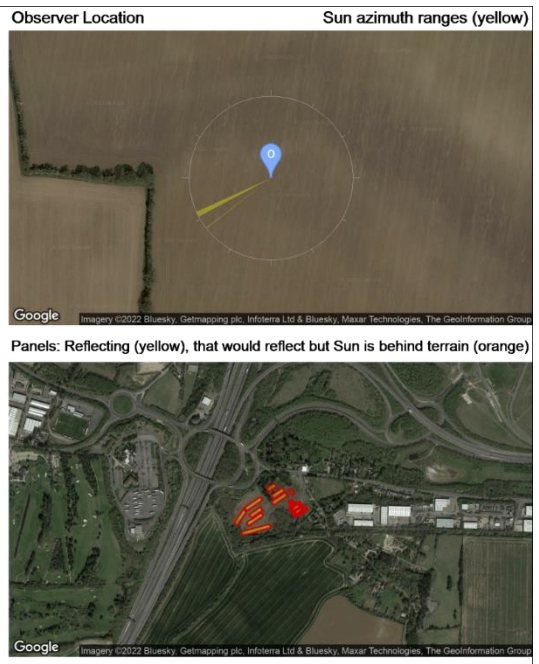 Observer Location Sun azimuth ranges (yellow)
O
Google Imagery ©2022 Bluesky, Getmapping plc, Infoterra Ltd & Bluesky, Maxar Technologies, The GeoInformation Group
Panels: Reflecting (yellow), that would reflect but Sun is behind terrain (orange)
Google Imagery ©2022 Bluesky, Getmapping plc, Infoterra Ltd & Bluesky, Maxar Technologies, The GeoInformation Group